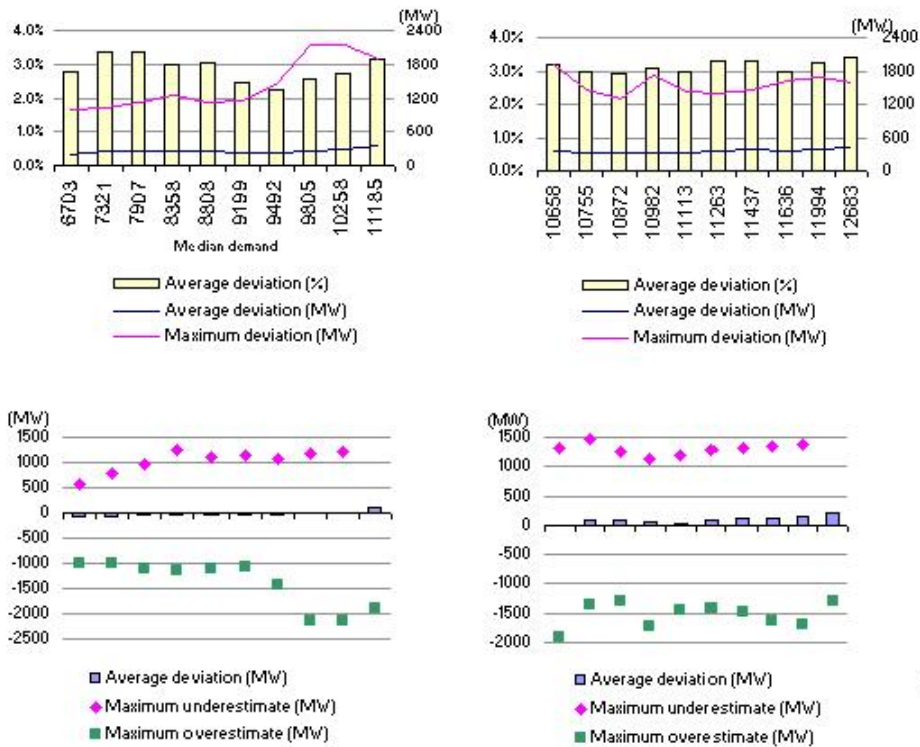 (MW)
4.0% 2400
3.0% 1800
2.0% 1200
1.0% 600
0.0% 0
6703 7321 7907 8358 8808 9199 9492 9805 10258 11185
Median demand
Average deviation (%)
Average deviation (MW)
Maximum deviation (MW)
(MW)
4.0% 2400
3.0% 1800
2.0% 1200
1.0% 600
0.0% 0
10658 10755 10872 10982 11113 11263 11437 11636 11994 12683
Average deviation (%)
Average deviation (MW)
Maximum deviation (MW)
(MW)
1500
1000
500
0
-500
-1000
-1500
-2000
-2500
Average deviation (MW)
Maximum underestimate (MW)
Maximum overestimate (MW)
(MW)
1500
1000
500
0
-500
-1000
-1500
-2000
Average deviation (MW)
Maximum underestimate (MW)
Maximum overestimate (MW)